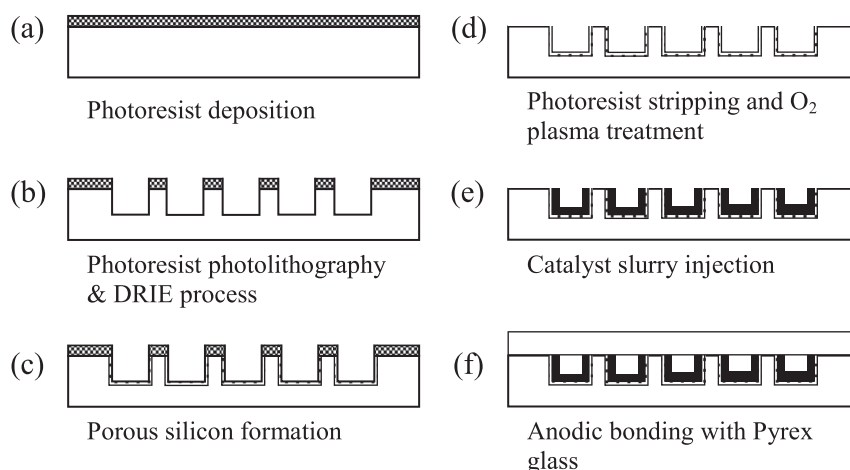 (a)
Photoresist deposition
(b)
Photoresist photolithography
& DRIE process
(c)
Porous silicon formation
(d)
Photoresist stripping and O₂
plasma treatment
(e)
Catalyst slurry injection
(f)
Anodic bonding with Pyrex
glass